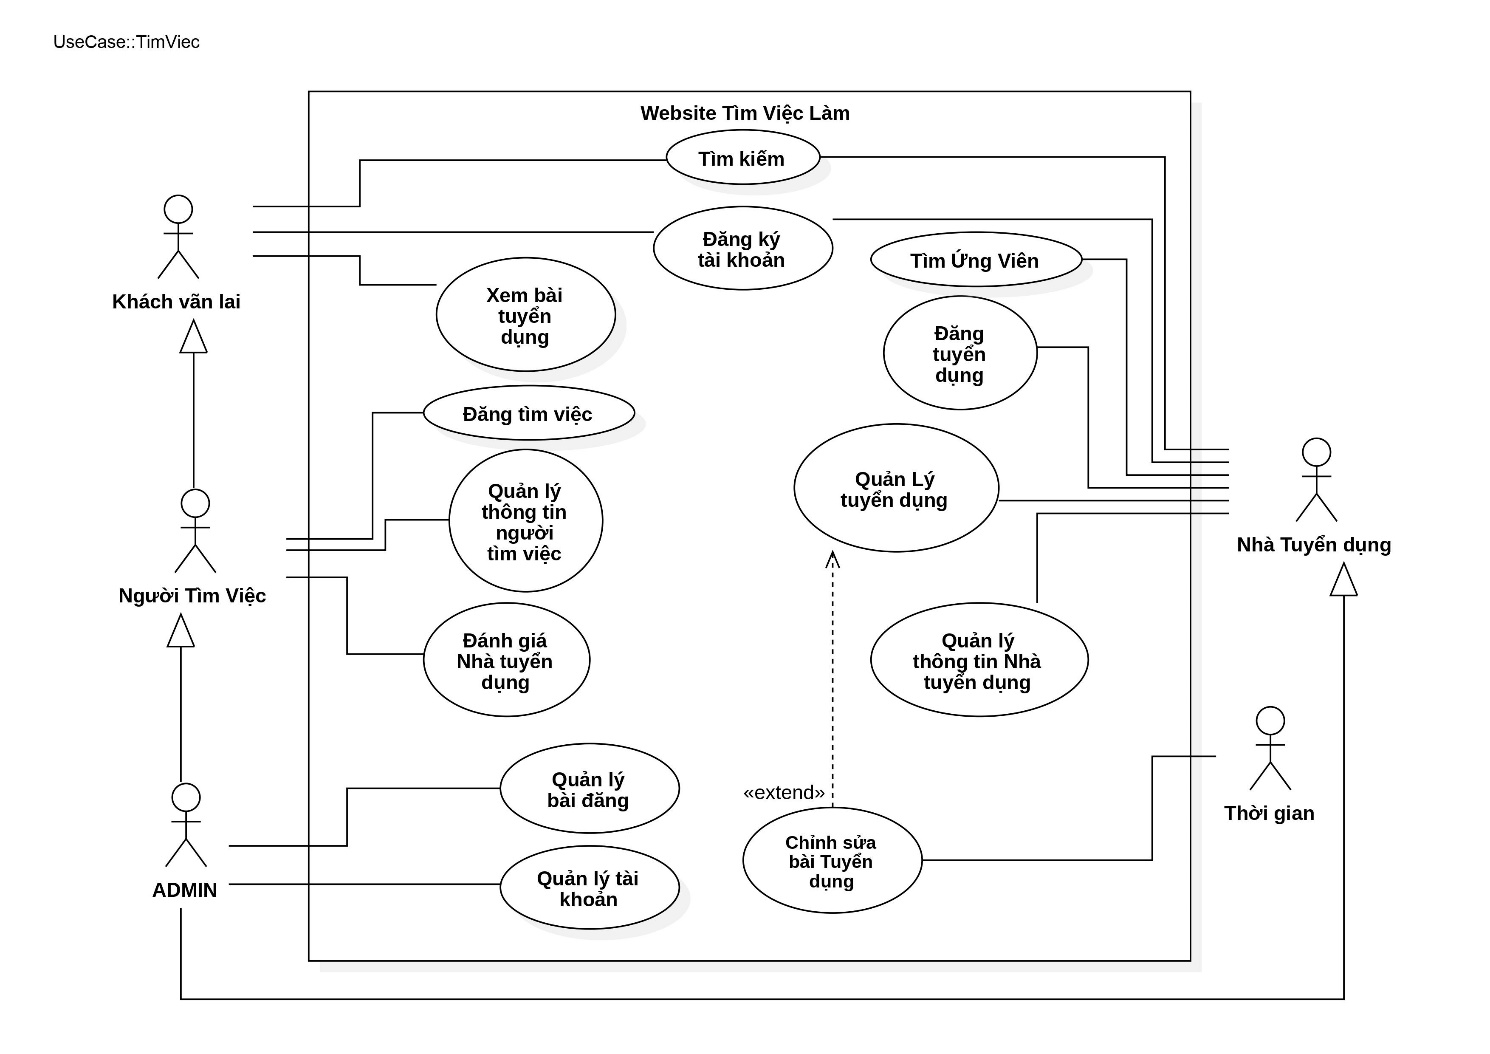 UseCase::TimViec
Website Tìm Việc Làm
Tìm kiếm
Đăng ký
tài khoản
Tìm Ứng Viên
Khách vãn lai
Xem bài
tuyển
dụng
Đăng
tuyển
dụng
Đăng tìm việc
Quản lý
thông tin
người
tìm việc
Quản Lý
tuyển dụng
Nhà Tuyển dụng
Người Tìm Việc
Đánh giá
Nhà tuyển
dụng
Quản lý
thông tin Nhà
tuyển dụng
Quản lý
bài đăng
«extend»
Thời gian
Chỉnh sửa
bài Tuyển
dụng
ADMIN
Quản lý tài
khoản